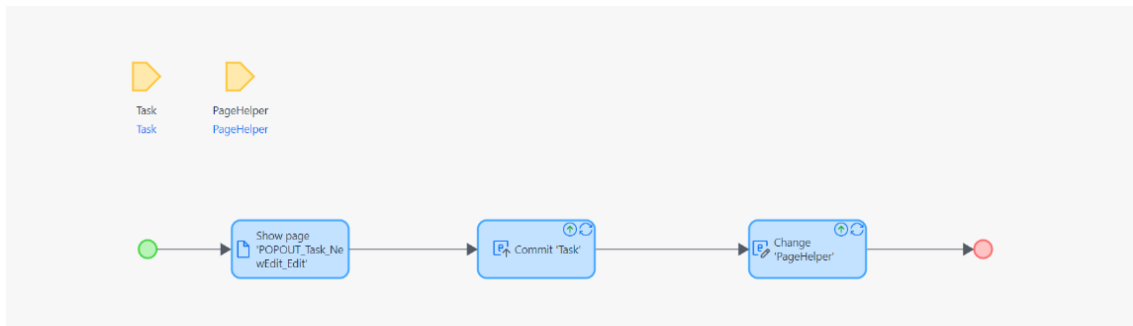 Task
PageHelper
Task
PageHelper
Show page
'POPOUT_Task_Ne
wEdit_Edit'
Commit 'Task'
Change
'PageHelper'